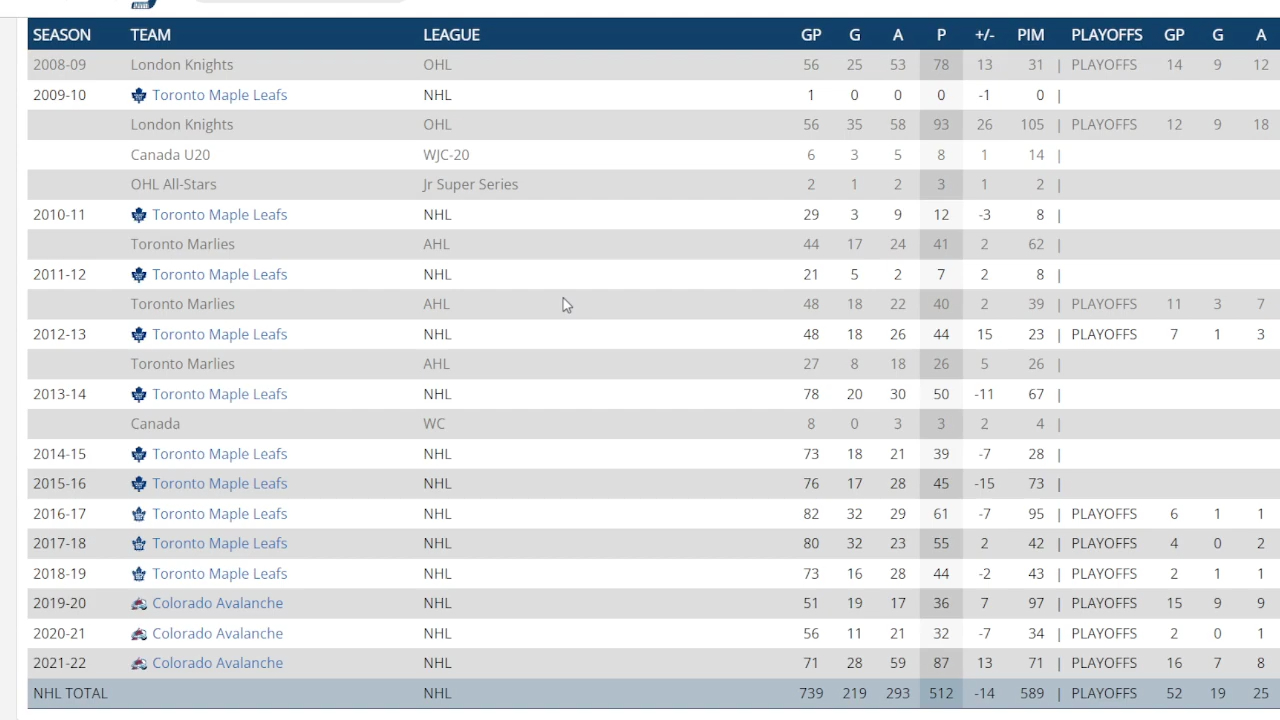 SEASON TEAM LEAGUE GP G A P +/- PIM PLAYOFFS GP G A
2008-09 London Knights OHL 56 25 53 78 13 31 | PLAYOFFS 14 9 12
2009-10 Toronto Maple Leafs NHL 1 0 0 0 -1 0 |
London Knights OHL 56 35 58 93 26 105 | PLAYOFFS 12 9 18
Canada U20 WJC-20 6 3 5 8 1 14 |
OHL All-Stars Jr Super Series 2 1 2 3 1 2 |
2010-11 Toronto Maple Leafs NHL 29 3 9 12 -3 8 |
Toronto Marlies AHL 44 17 24 41 2 62 |
2011-12 Toronto Maple Leafs NHL 21 5 2 7 2 8 |
Toronto Marlies AHL 48 18 22 40 2 39 | PLAYOFFS 11 3 7
2012-13 Toronto Maple Leafs NHL 48 18 26 44 15 23 | PLAYOFFS 7 1 3
Toronto Marlies AHL 27 8 18 26 5 26 |
2013-14 Toronto Maple Leafs NHL 78 20 30 50 -11 67 |
Canada WC 8 0 3 3 2 4 |
2014-15 Toronto Maple Leafs NHL 73 18 21 39 -7 28 |
2015-16 Toronto Maple Leafs NHL 76 17 28 45 -15 73 |
2016-17 Toronto Maple Leafs NHL 82 32 29 61 -7 95 | PLAYOFFS 6 1 1
2017-18 Toronto Maple Leafs NHL 80 32 23 55 2 42 | PLAYOFFS 4 0 2
2018-19 Toronto Maple Leafs NHL 73 16 28 44 -2 43 | PLAYOFFS 2 1 1
2019-20 Colorado Avalanche NHL 51 19 17 36 7 97 | PLAYOFFS 15 9 9
2020-21 Colorado Avalanche NHL 56 11 21 32 -7 34 | PLAYOFFS 2 0 1
2021-22 Colorado Avalanche NHL 71 28 59 87 13 71 | PLAYOFFS 16 7 8
NHL TOTAL NHL 739 219 293 512 -14 589 | PLAYOFFS 52 19 25